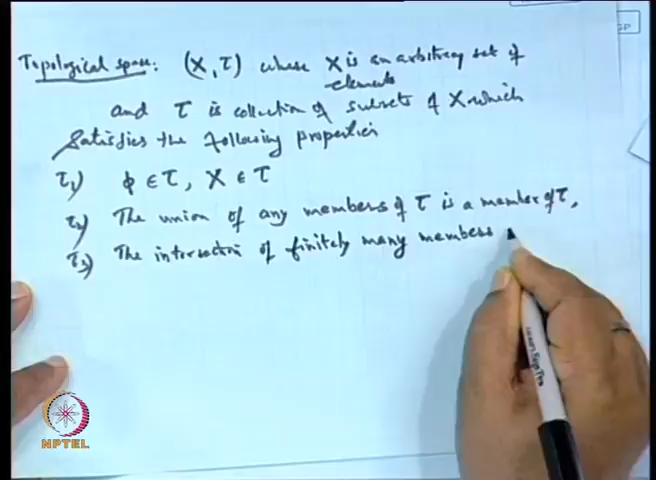 Topological space: (X, τ) where X is an arbitrary set of
elements
and τ is collection of subsets of X which
Satisfies the following properties
τ₁) ϕ ∈ τ, X ∈ τ
τ₂) The union of any members of τ is a member of τ,
τ₃) The intersection of finitely many members
NPTEL